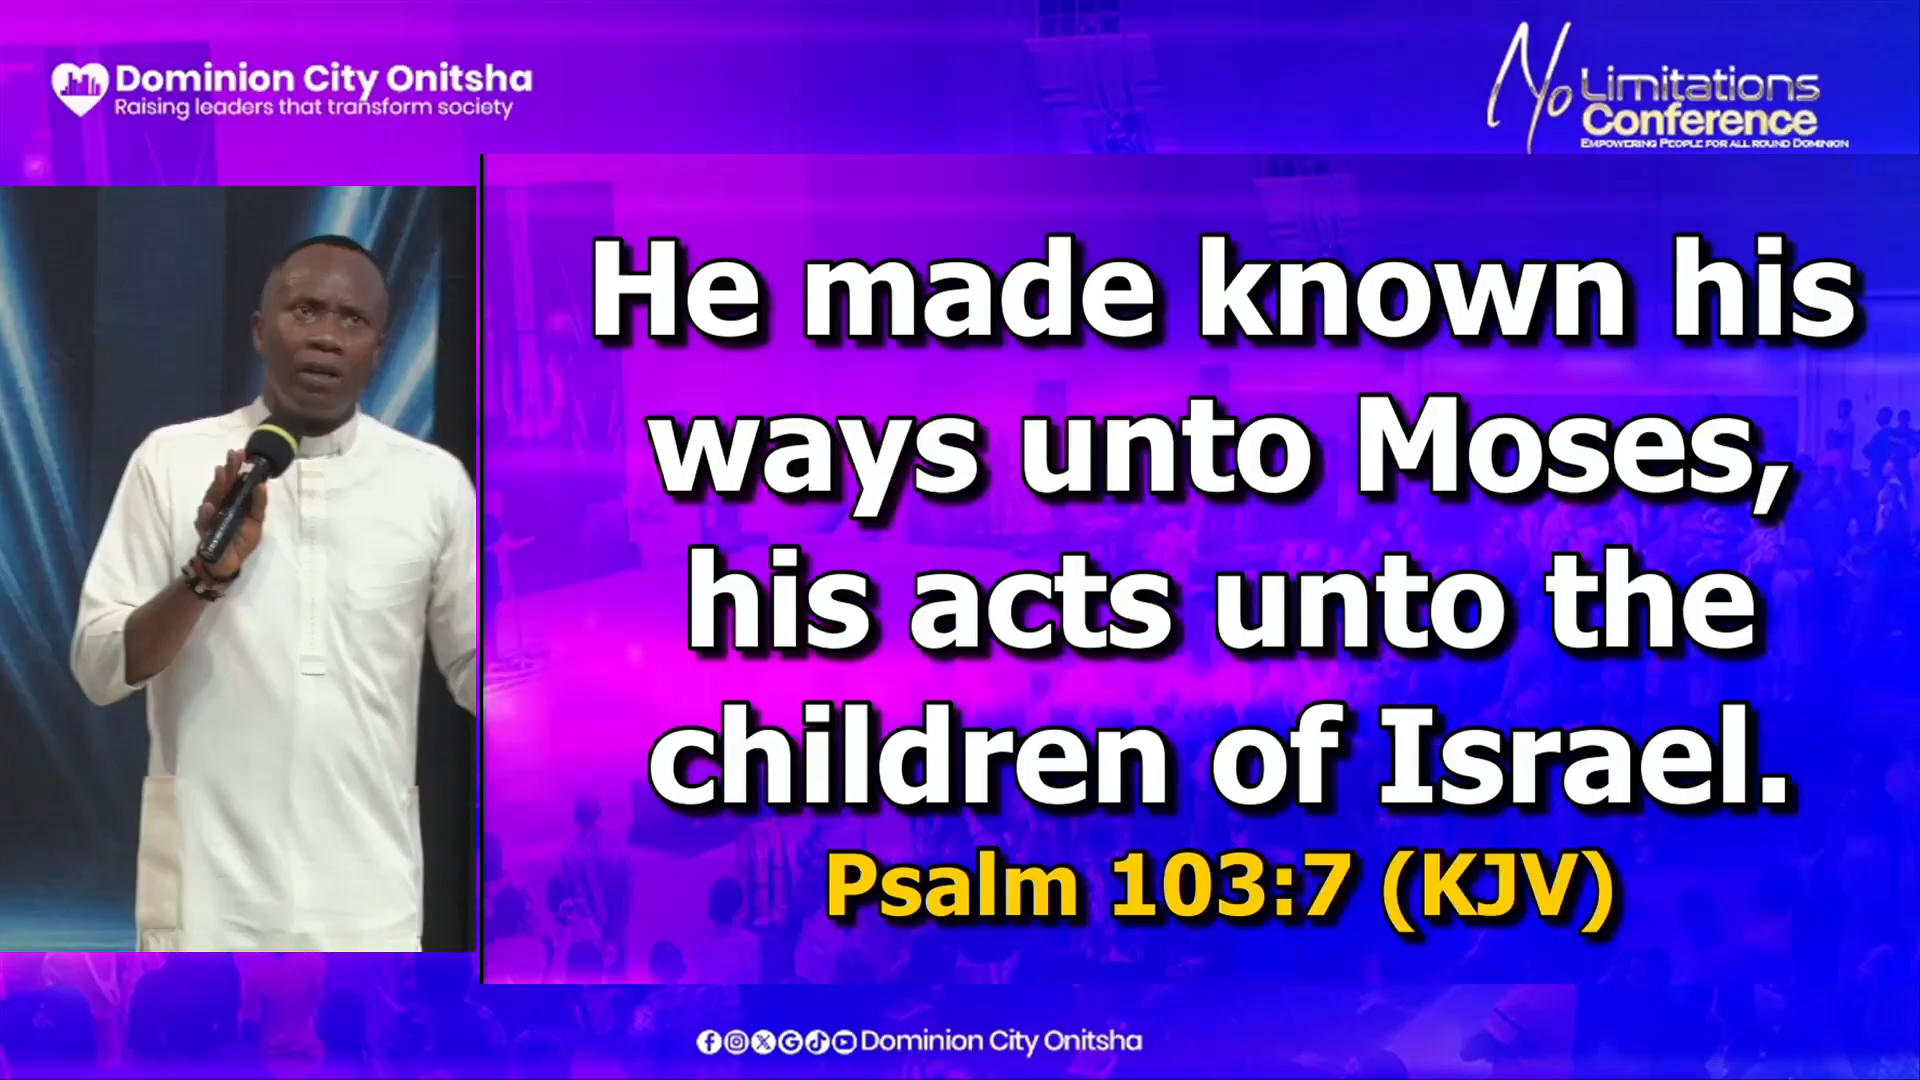 Dominion City Onitsha
Raising leaders that transform society
No Limitations
Conference
EMPOWERING PEOPLE FOR ALL ROUND DOMINION
He made known his
ways unto Moses,
his acts unto the
children of Israel.
Psalm 103:7 (KJV)
Dominion City Onitsha